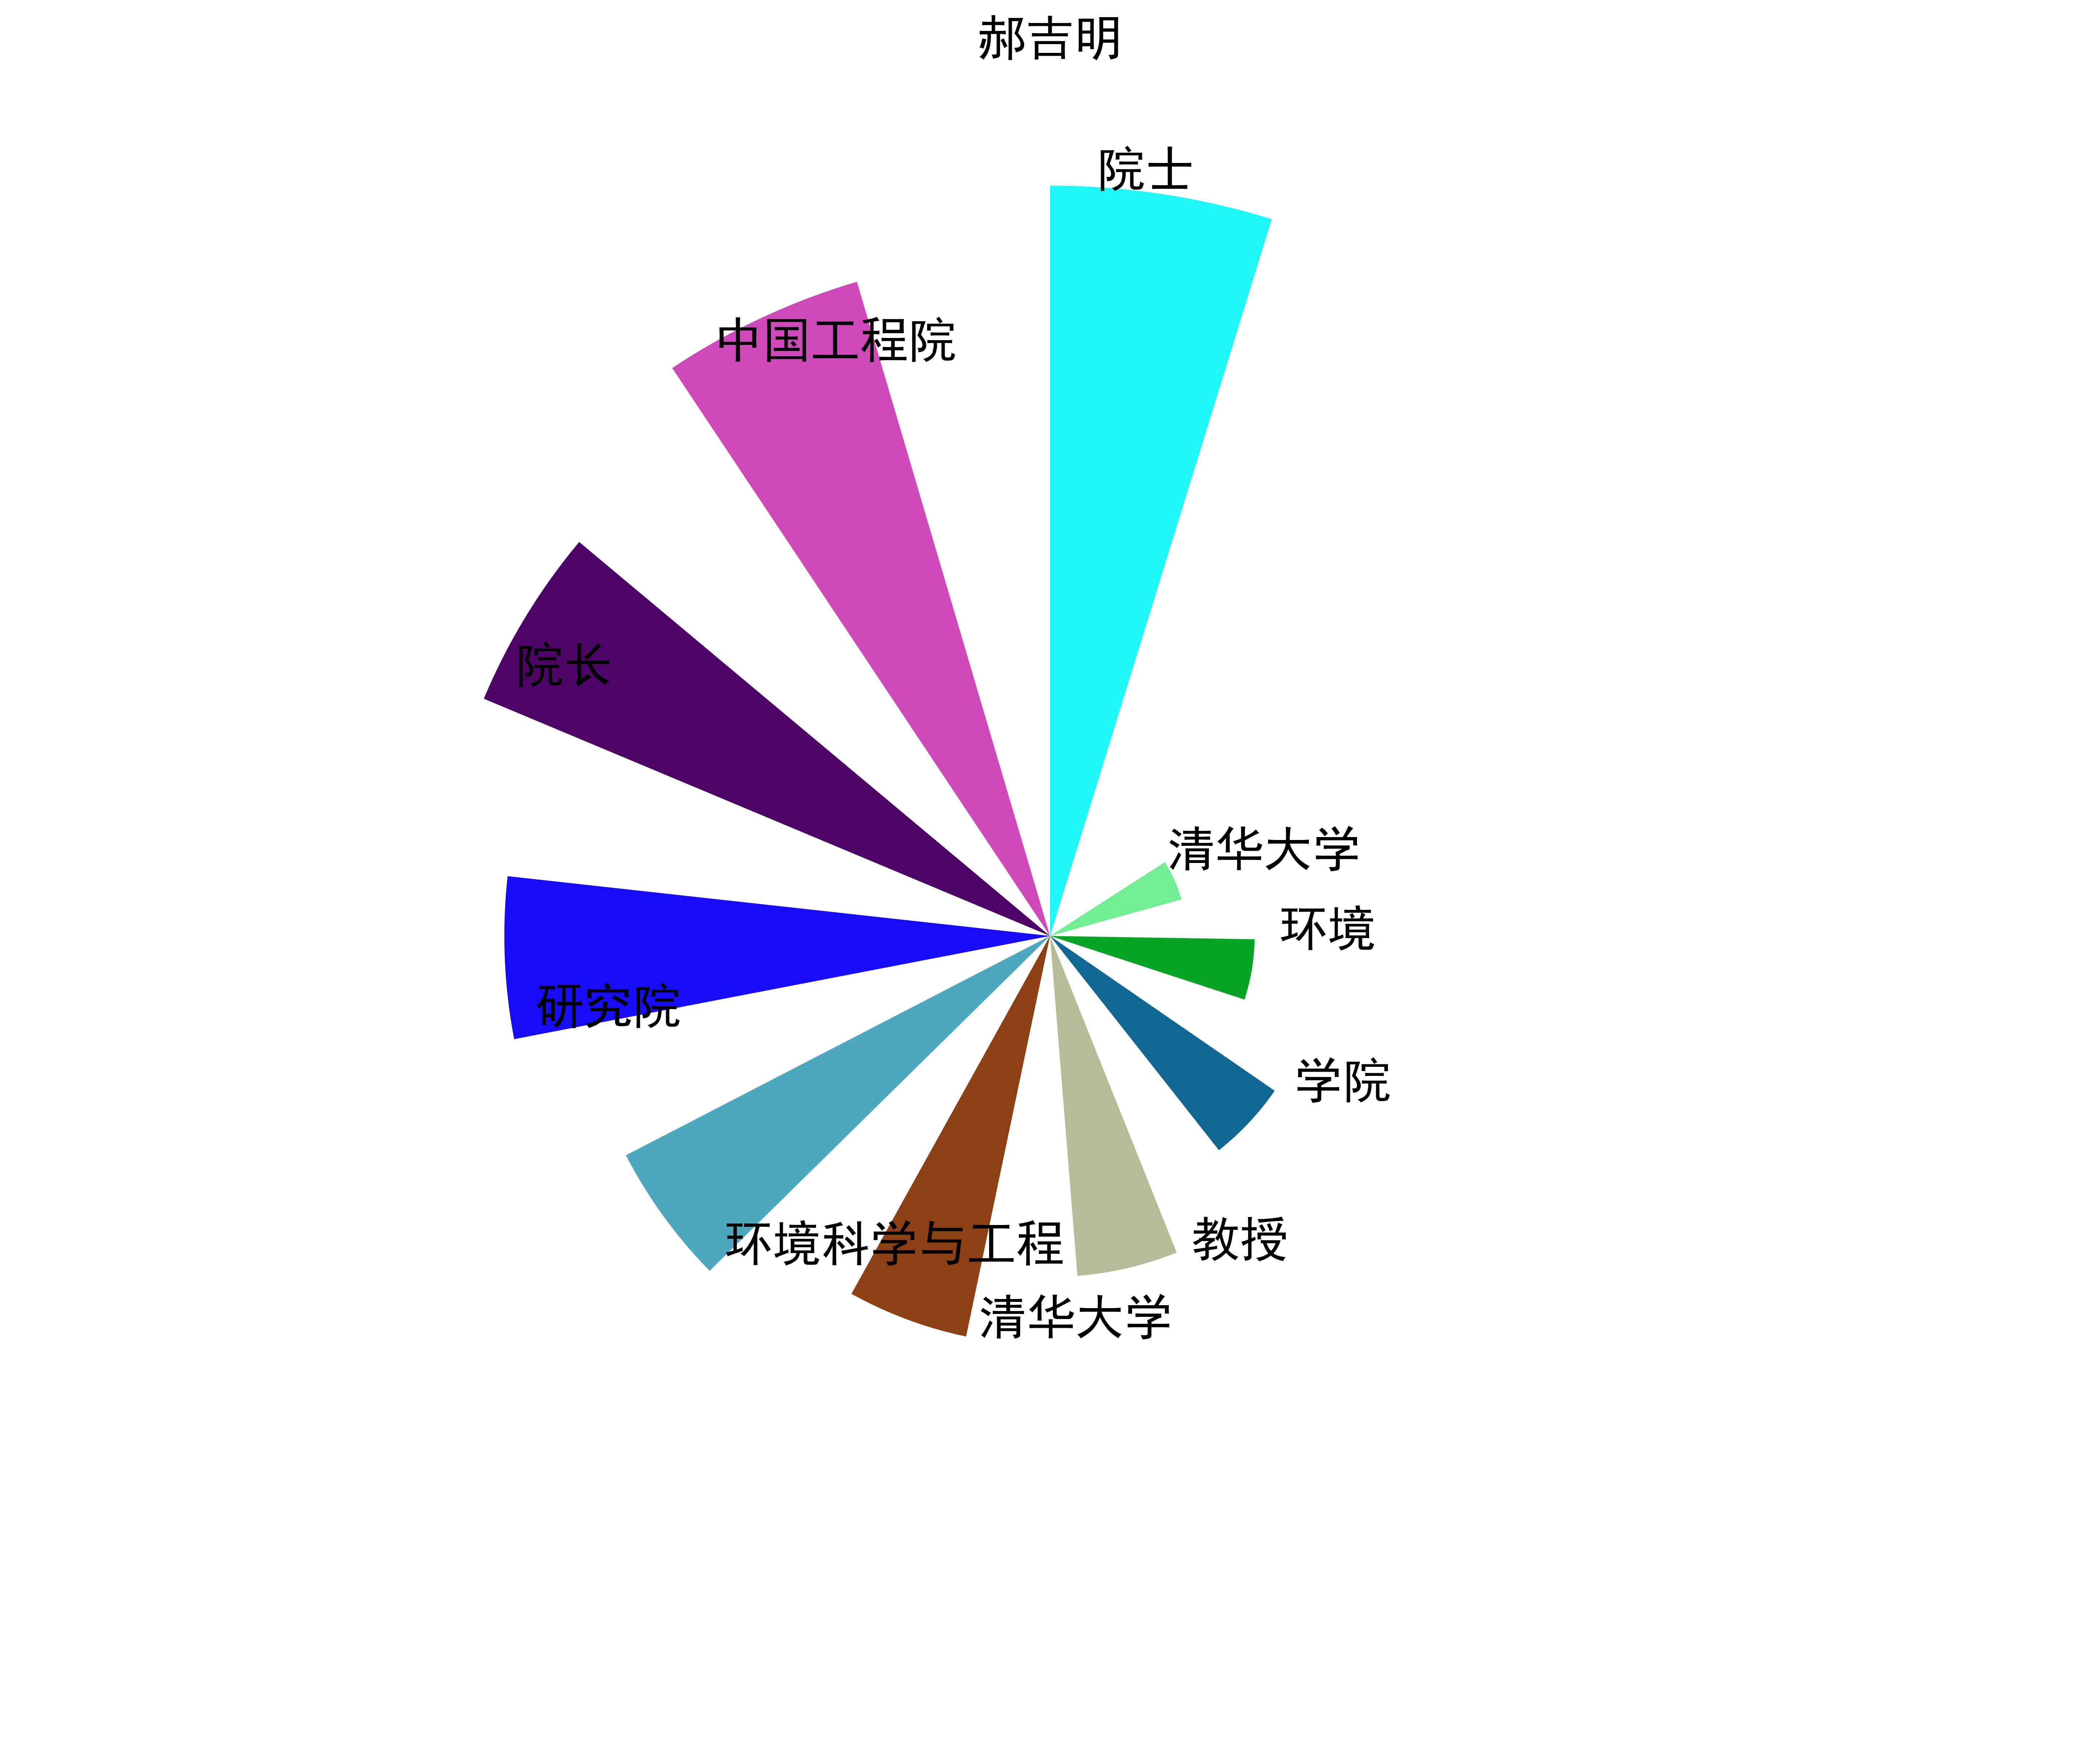 郝吉明
院士
中国工程院
院长
清华大学
环境
研究院
学院
教授
环境科学与工程
清华大学